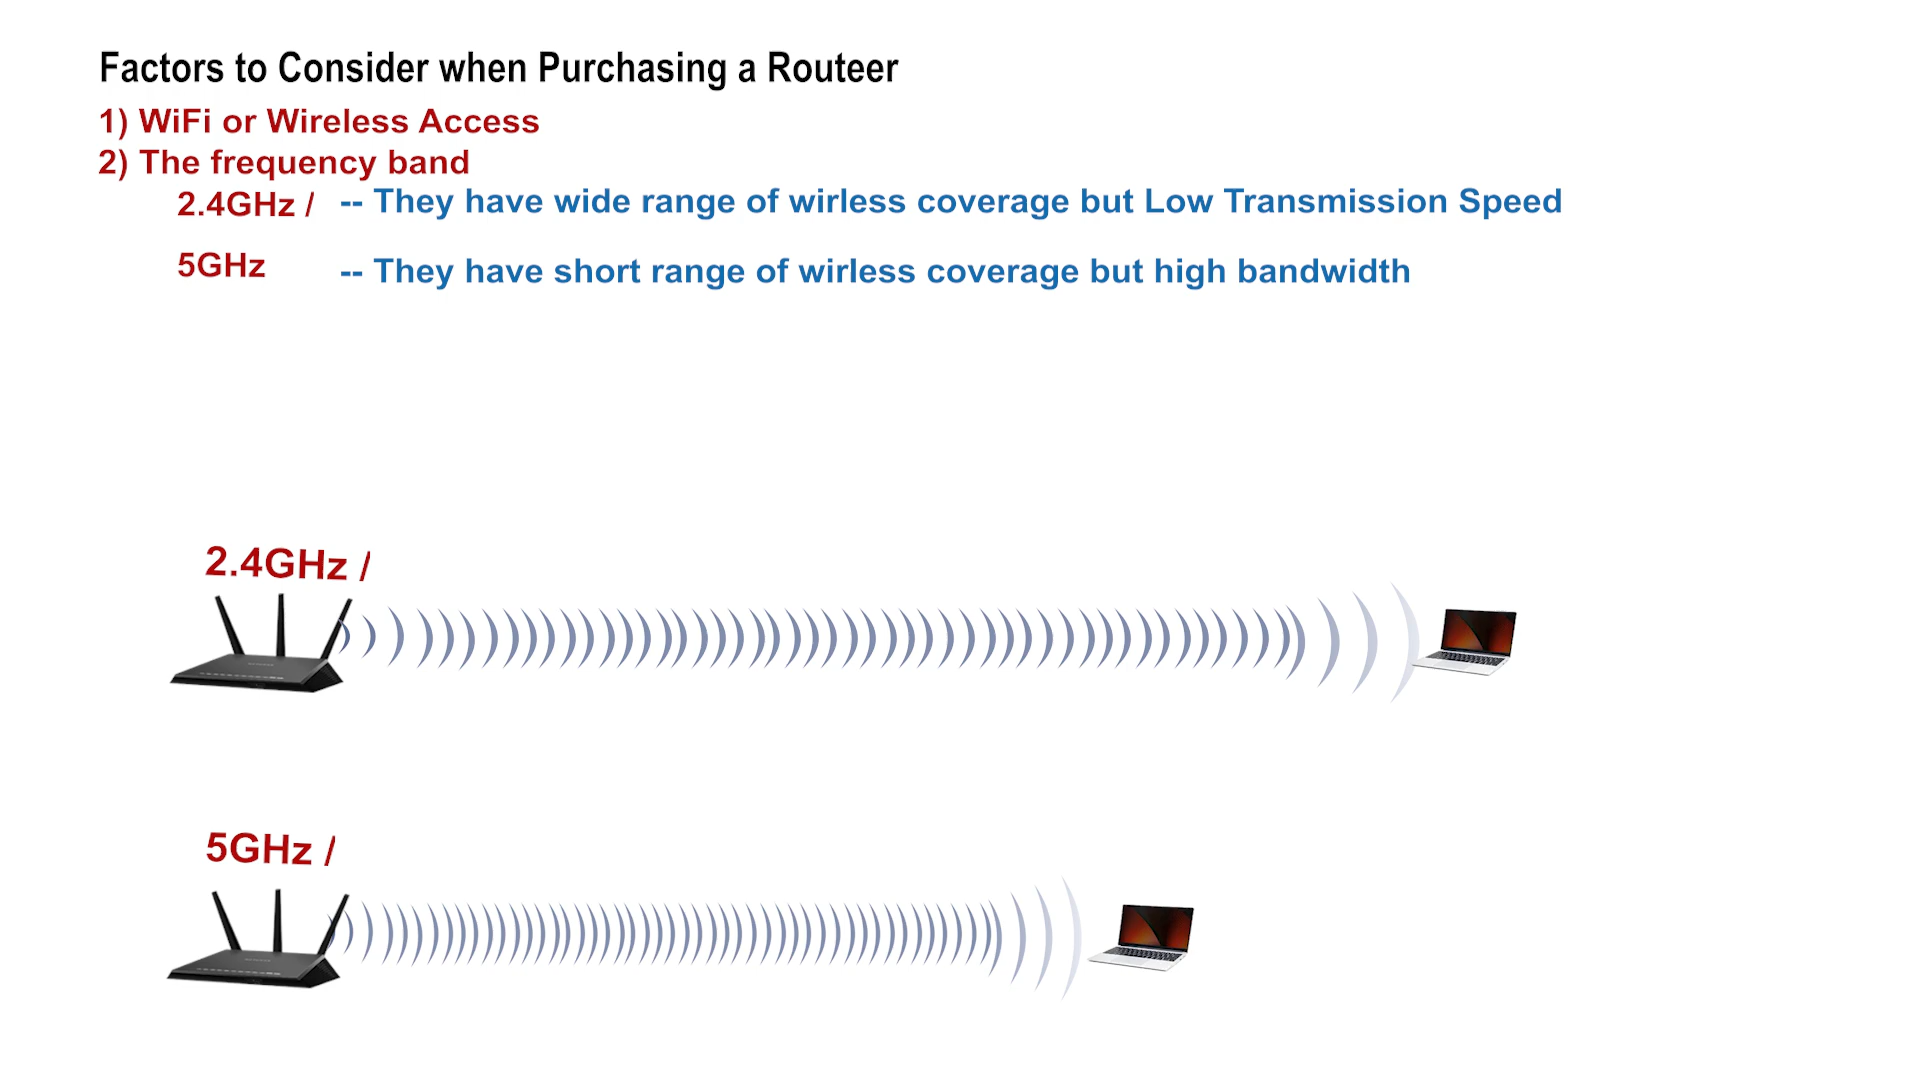 Factors to Consider when Purchasing a Routeer
1) WiFi or Wireless Access
2) The frequency band
2.4GHz / -- They have wide range of wirless coverage but Low Transmission Speed
5GHz -- They have short range of wirless coverage but high bandwidth
2.4GHz /
5GHz /